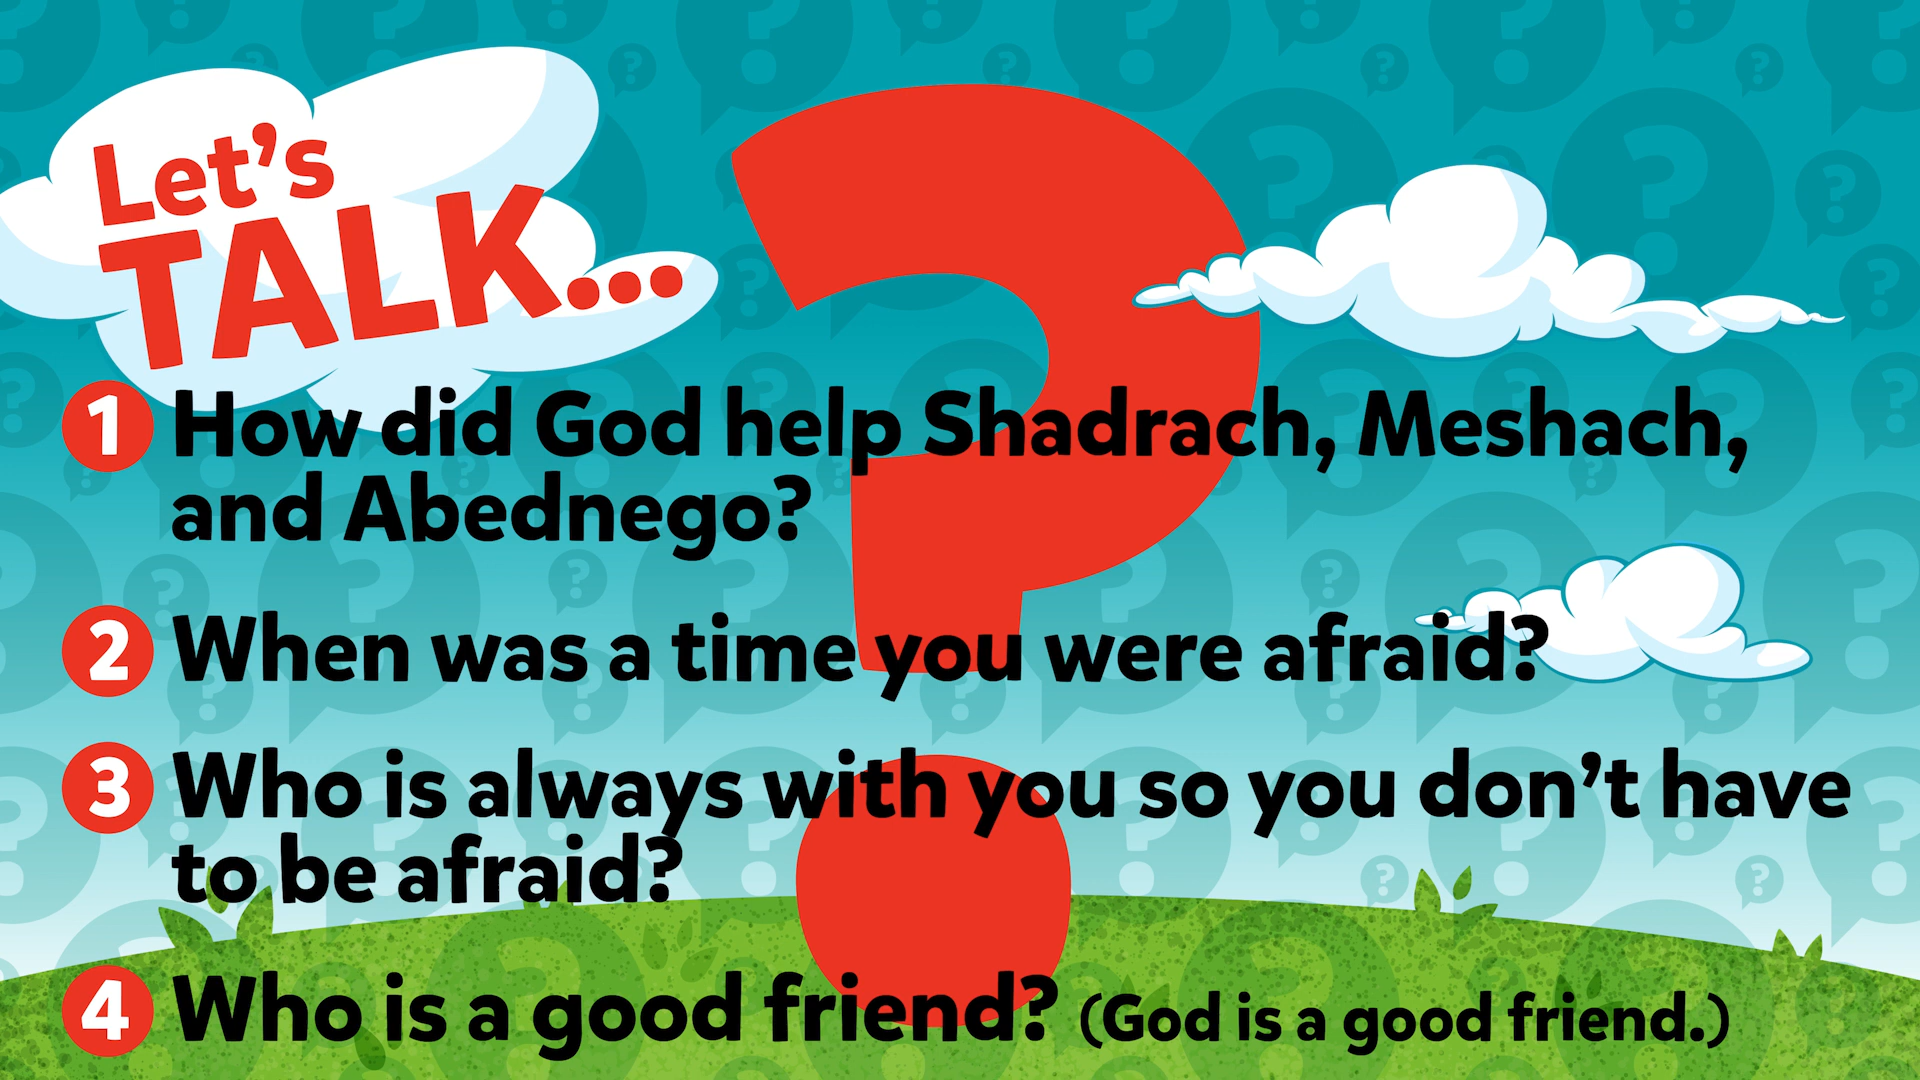 Let’s
TALK...
1 How did God help Shadrach, Meshach,
and Abednego?
2 When was a time you were afraid?
3 Who is always with you so you don’t have
to be afraid?
4 Who is a good friend? (God is a good friend.)